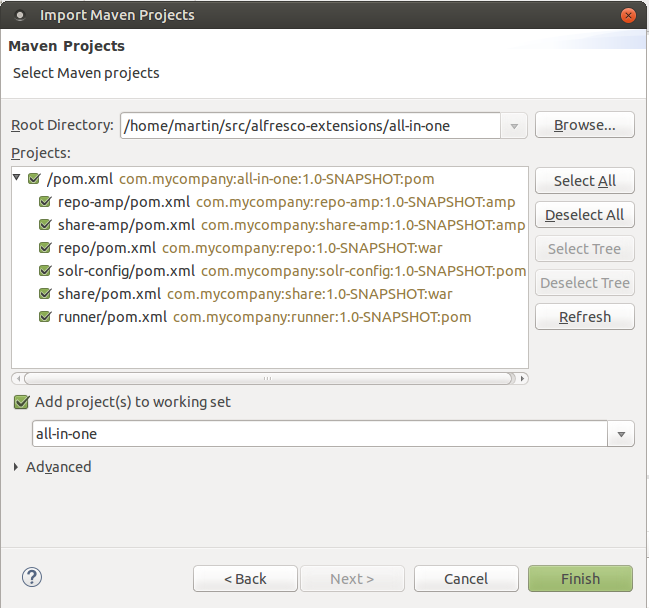 Import Maven Projects
Maven Projects
Select Maven projects
Root Directory: /home/martin/src/alfresco-extensions/all-in-one Browse...
Projects:
/pom.xml com.mycompany:all-in-one:1.0-SNAPSHOT:pom
repo-amp/pom.xml com.mycompany:repo-amp:1.0-SNAPSHOT:amp
share-amp/pom.xml com.mycompany:share-amp:1.0-SNAPSHOT:amp
repo/pom.xml com.mycompany:repo:1.0-SNAPSHOT:war
solr-config/pom.xml com.mycompany:solr-config:1.0-SNAPSHOT:pom
share/pom.xml com.mycompany:share:1.0-SNAPSHOT:war
runner/pom.xml com.mycompany:runner:1.0-SNAPSHOT:pom
Select All
Deselect All
Select Tree
Deselect Tree
Refresh
Add project(s) to working set
all-in-one
Advanced
? < Back Next > Cancel Finish